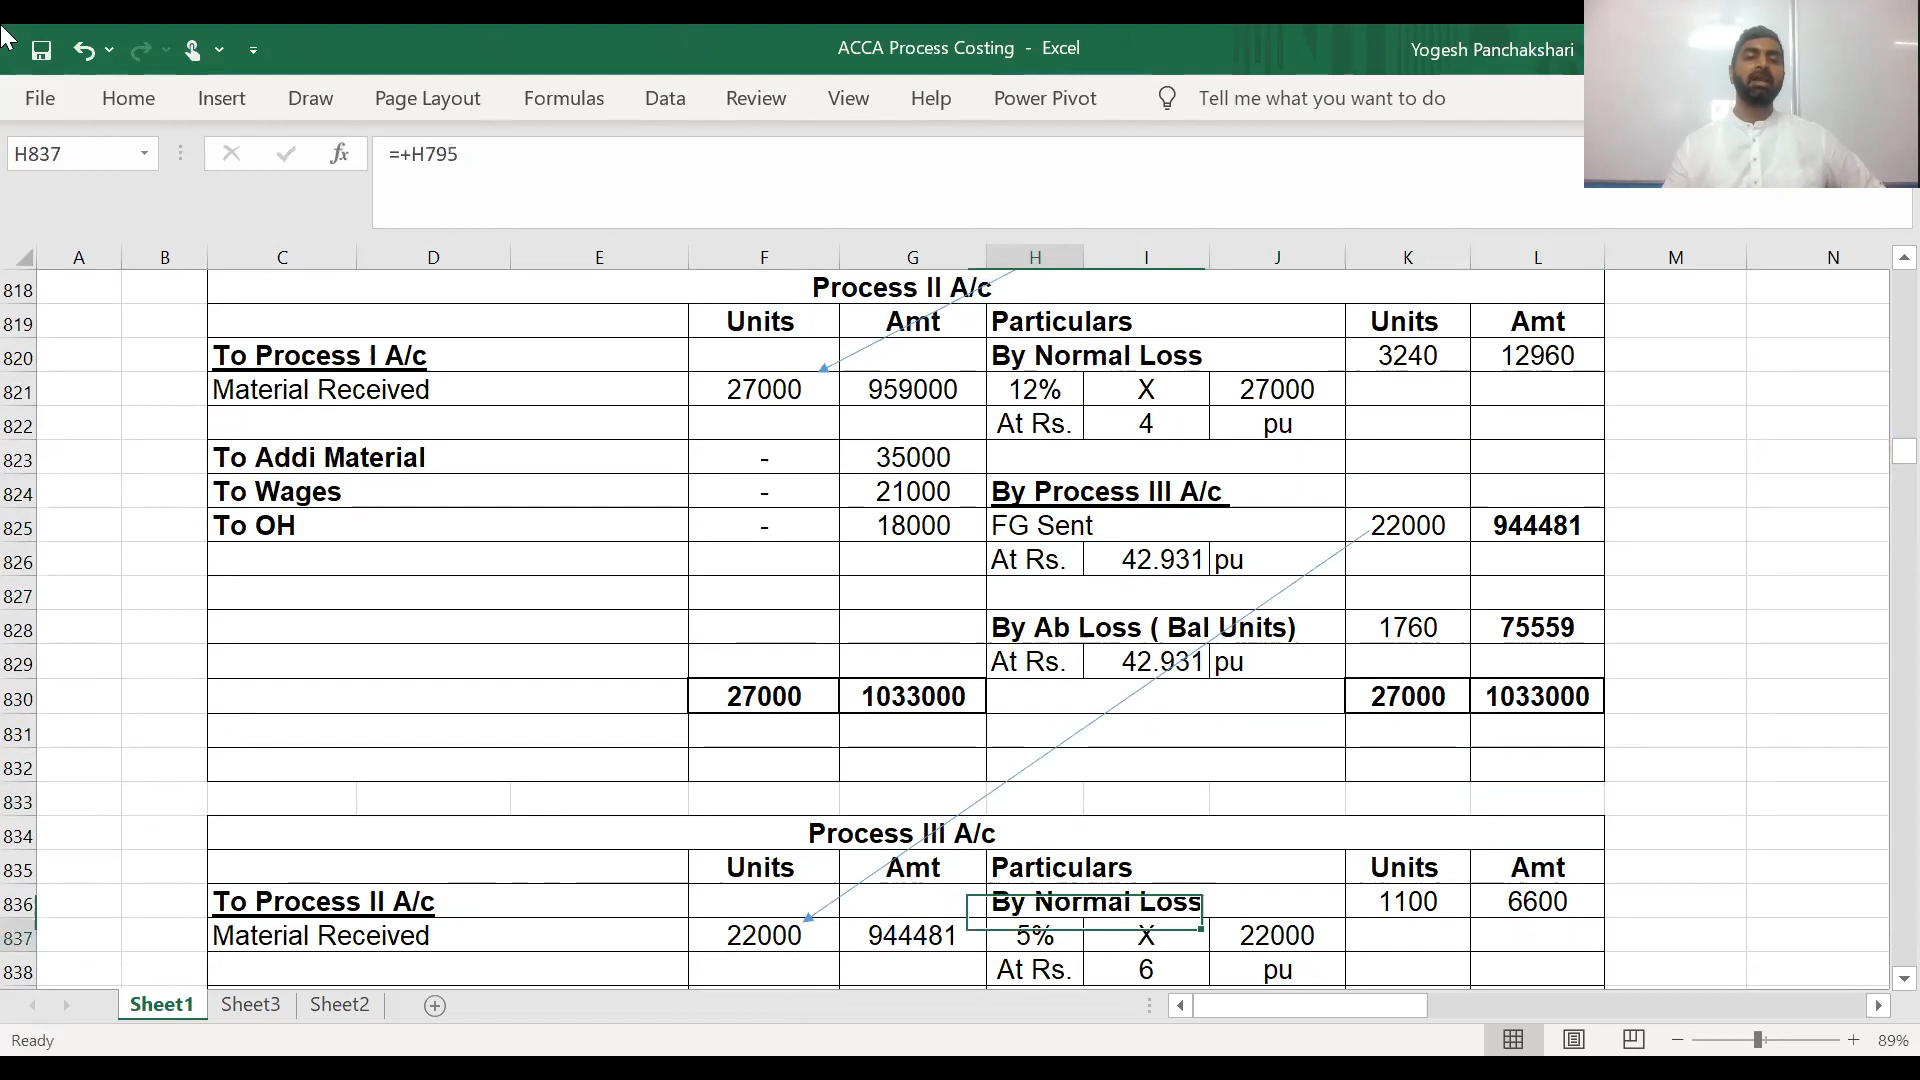 ACCA Process Costing - Excel
Yogesh Panchakshari
File Home Insert Draw Page Layout Formulas Data Review View Help Power Pivot Tell me what you want to do
H837 fx =+H795
A B C D E F G H I J K L M N
818 Process II A/c
819 Units Amt Particulars Units Amt
820 To Process I A/c By Normal Loss 3240 12960
821 Material Received 27000 959000 12% X 27000
822 At Rs. 4 pu
823 To Addi Material - 35000
824 To Wages - 21000 By Process III A/c
825 To OH - 18000 FG Sent 22000 944481
826 At Rs. 42.931 pu
827
828 By Ab Loss ( Bal Units) 1760 75559
829 At Rs. 42.931 pu
830 27000 1033000 27000 1033000
831
832
833
834 Process III A/c
835 Units Amt Particulars Units Amt
836 To Process II A/c By Normal Loss 1100 6600
837 Material Received 22000 944481 5% X 22000
838 At Rs. 6 pu
Sheet1 Sheet3 Sheet2
Ready 89%